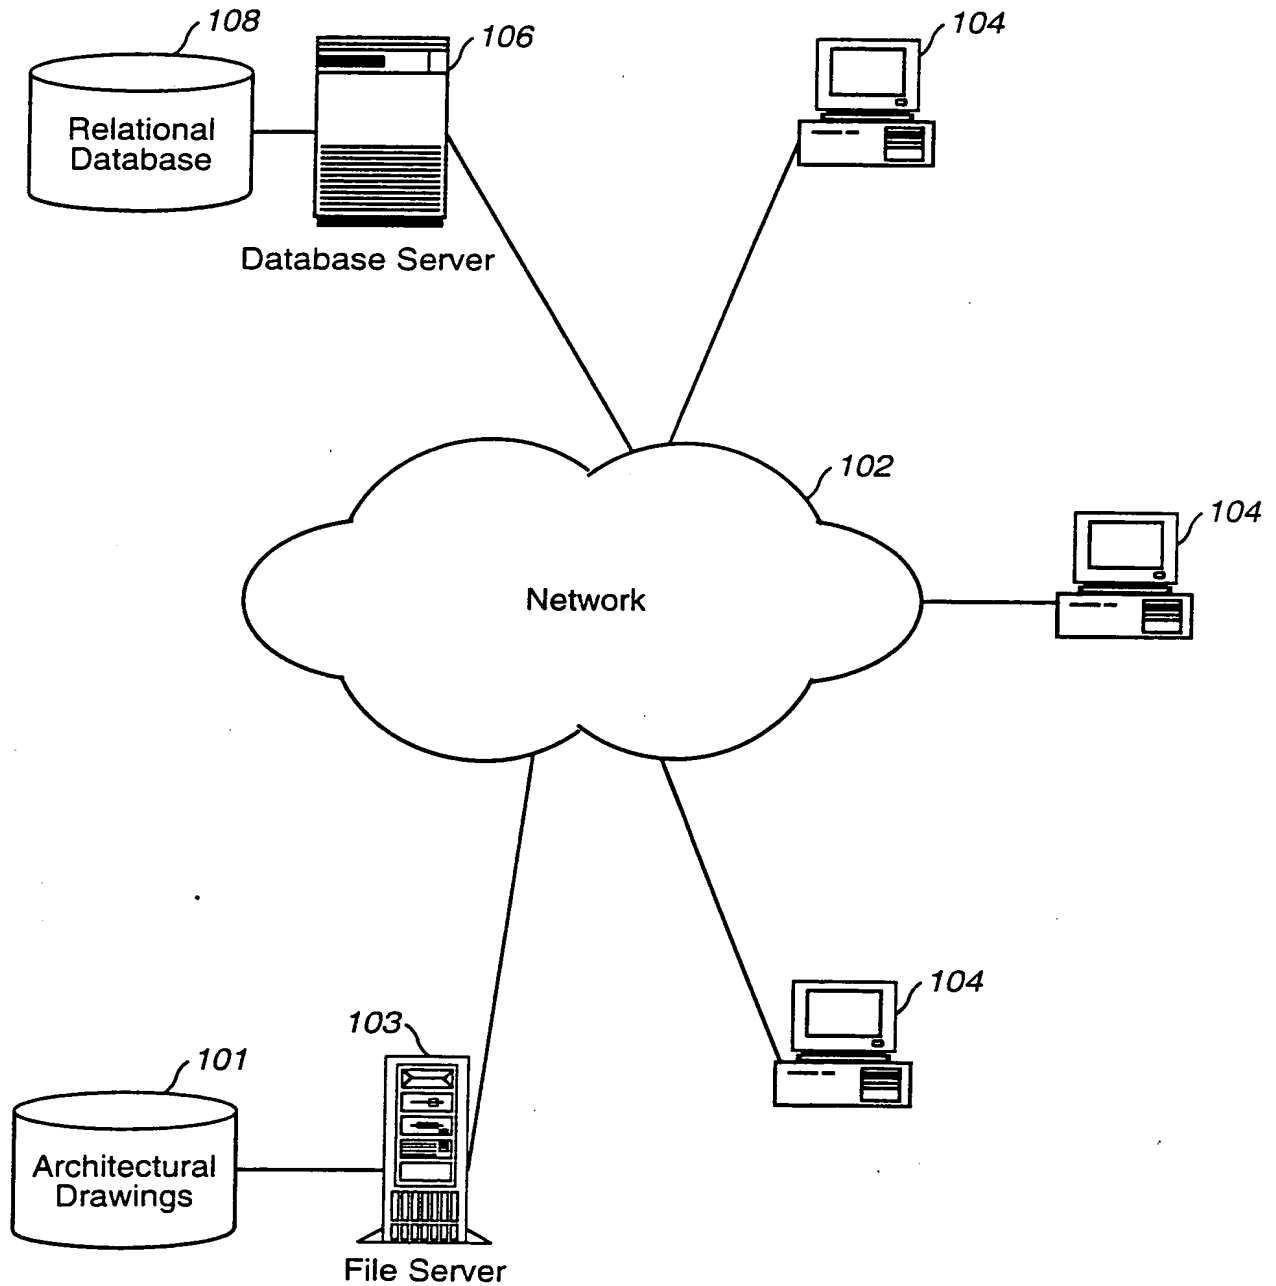 108
106
104
Relational
Database
Database Server
102
104
Network
104
103
101
Architectural
Drawings
File Server